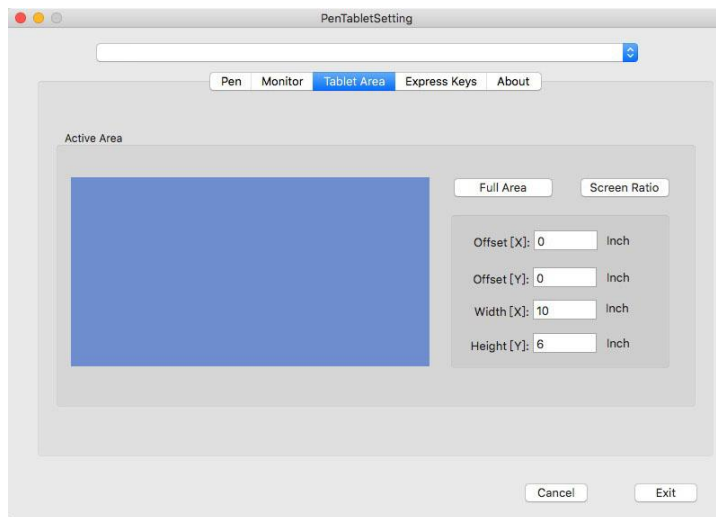 PenTabletSetting
Pen Monitor Tablet Area Express Keys About
Active Area
Full Area Screen Ratio
Offset [X]: 0 Inch
Offset [Y]: 0 Inch
Width [X]: 10 Inch
Height [Y]: 6 Inch
Cancel Exit